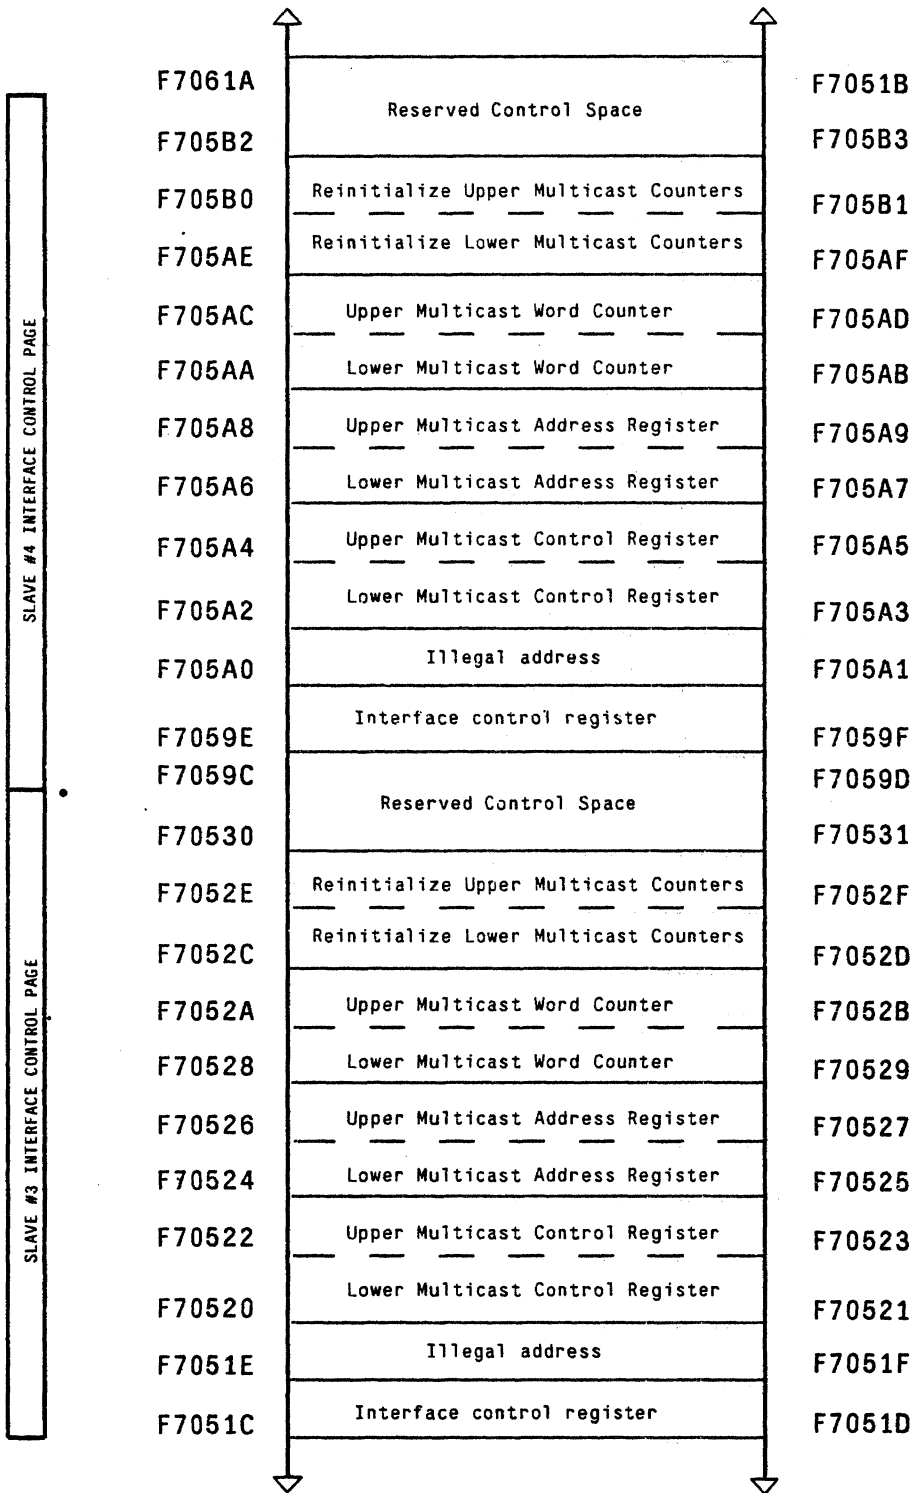 F7061A Reserved Control Space F7051B
F705B2 F705B3
F705B0 Reinitialize Upper Multicast Counters F705B1
F705AE Reinitialize Lower Multicast Counters F705AF
F705AC Upper Multicast Word Counter F705AD
F705AA Lower Multicast Word Counter F705AB
F705A8 Upper Multicast Address Register F705A9
F705A6 Lower Multicast Address Register F705A7
F705A4 Upper Multicast Control Register F705A5
F705A2 Lower Multicast Control Register F705A3
F705A0 Illegal address F705A1
F7059E Interface control register F7059F
SLAVE #4 INTERFACE CONTROL PAGE
F7059C Reserved Control Space F7059D
F70530 F70531
F7052E Reinitialize Upper Multicast Counters F7052F
F7052C Reinitialize Lower Multicast Counters F7052D
F7052A Upper Multicast Word Counter F7052B
F70528 Lower Multicast Word Counter F70529
F70526 Upper Multicast Address Register F70527
F70524 Lower Multicast Address Register F70525
F70522 Upper Multicast Control Register F70523
F70520 Lower Multicast Control Register F70521
F7051E Illegal address F7051F
F7051C Interface control register F7051D
SLAVE #3 INTERFACE CONTROL PAGE